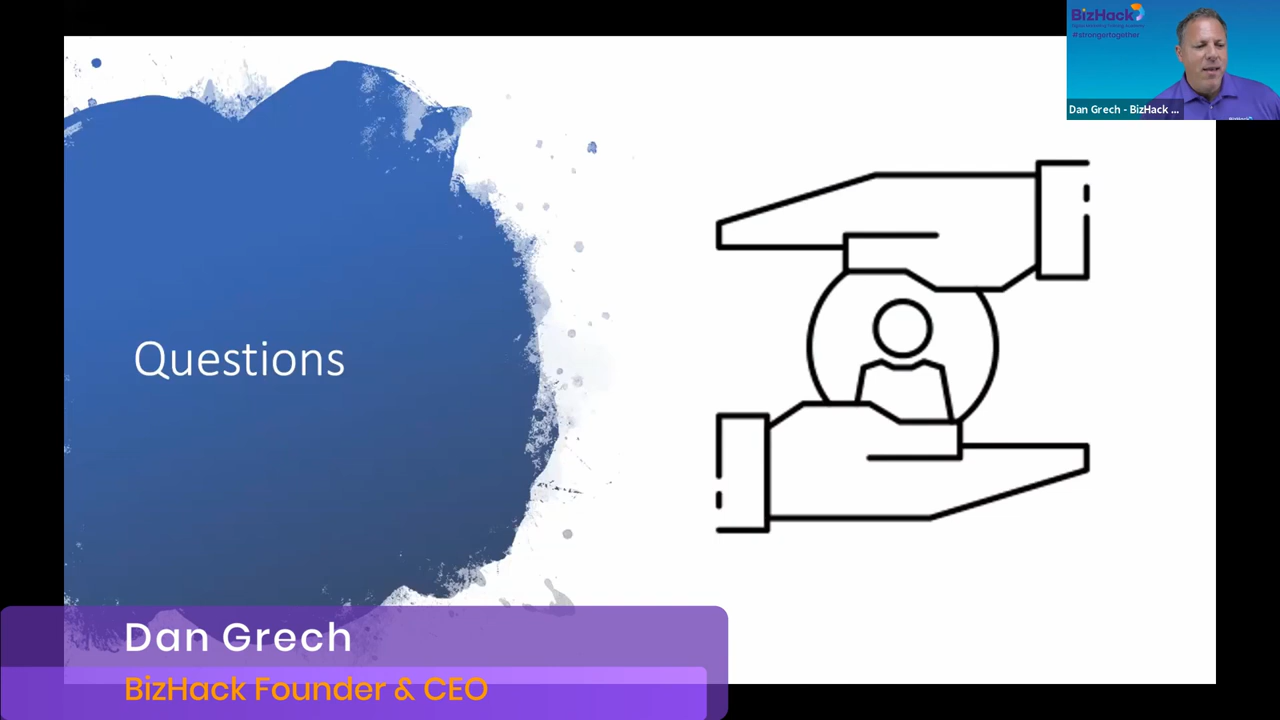 BizHack
#strongertogether
Dan Grech - BizHack ...
Questions
Dan Grech
BizHack Founder & CEO